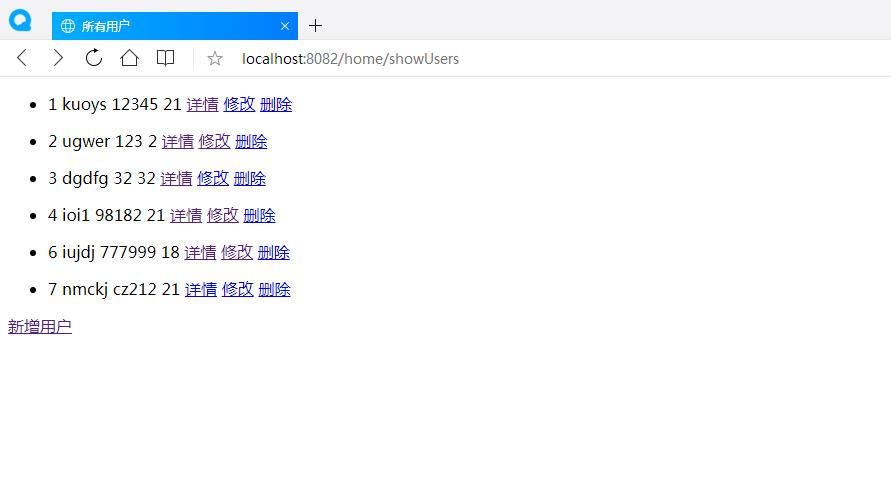 所有用户
localhost:8082/home/showUsers
1 kuoys 12345 21 详情 修改 删除
2 ugwer 123 2 详情 修改 删除
3 dgdfg 32 32 详情 修改 删除
4 ioi1 98182 21 详情 修改 删除
6 iujdj 777999 18 详情 修改 删除
7 nmckj cz212 21 详情 修改 删除
新增用户